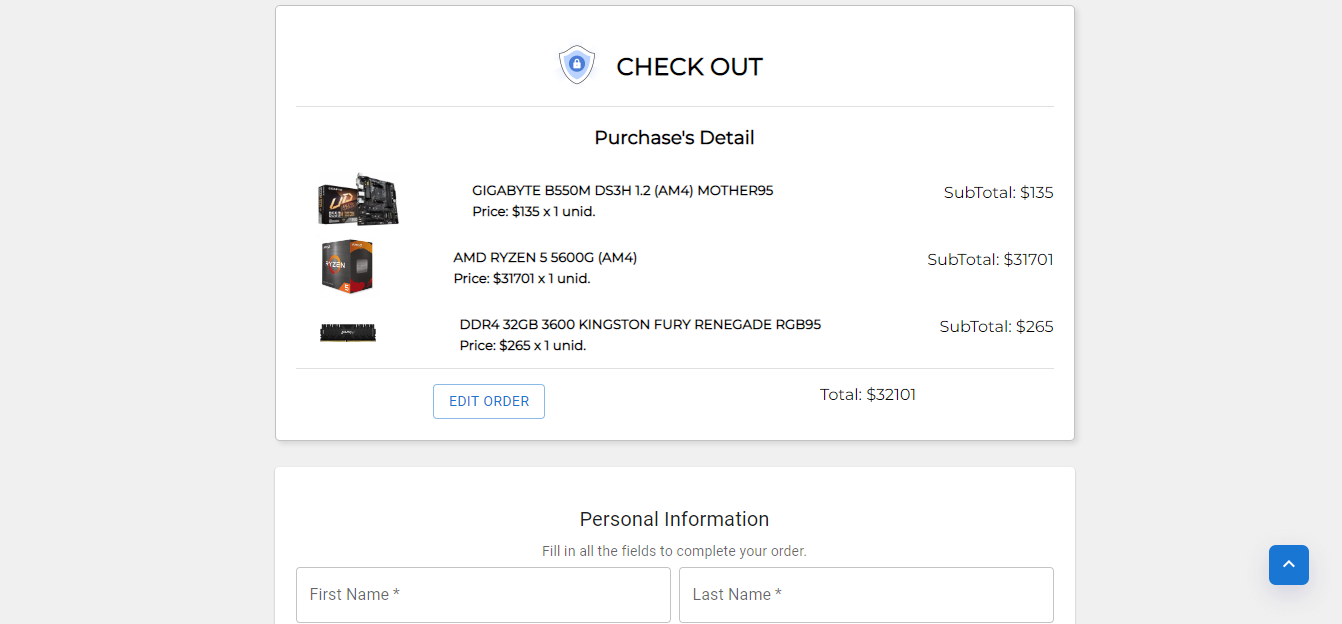 CHECK OUT
Purchase's Detail
GIGABYTE B550M DS3H 1.2 (AM4) MOTHER95
Price: $135 x 1 unid.
SubTotal: $135
RYZEN
5
AMD RYZEN 5 5600G (AM4)
Price: $31701 x 1 unid.
SubTotal: $31701
DDR4 32GB 3600 KINGSTON FURY RENEGADE RGB95
Price: $265 x 1 unid.
SubTotal: $265
EDIT ORDER
Total: $32101
Personal Information
Fill in all the fields to complete your order.
First Name *
Last Name *